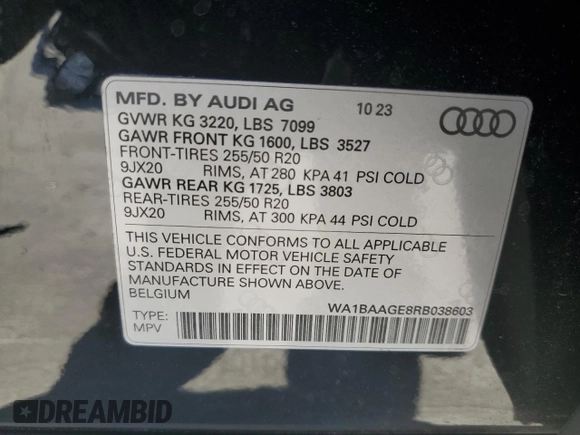 MFD. BY AUDI AG 10 23
GVWR KG 3220, LBS 7099
GAWR FRONT KG 1600, LBS 3527
FRONT-TIRES 255/50 R20
9JX20 RIMS, AT 280 KPA 41 PSI COLD
GAWR REAR KG 1725, LBS 3803
REAR-TIRES 255/50 R20
9JX20 RIMS, AT 300 KPA 44 PSI COLD
THIS VEHICLE CONFORMS TO ALL APPLICABLE
U.S. FEDERAL MOTOR VEHICLE SAFETY
STANDARDS IN EFFECT ON THE DATE OF
MANUFACTURE SHOWN ABOVE.
BELGIUM WA1BAAGE8RB038603
TYPE:
MPV
DREAMBID